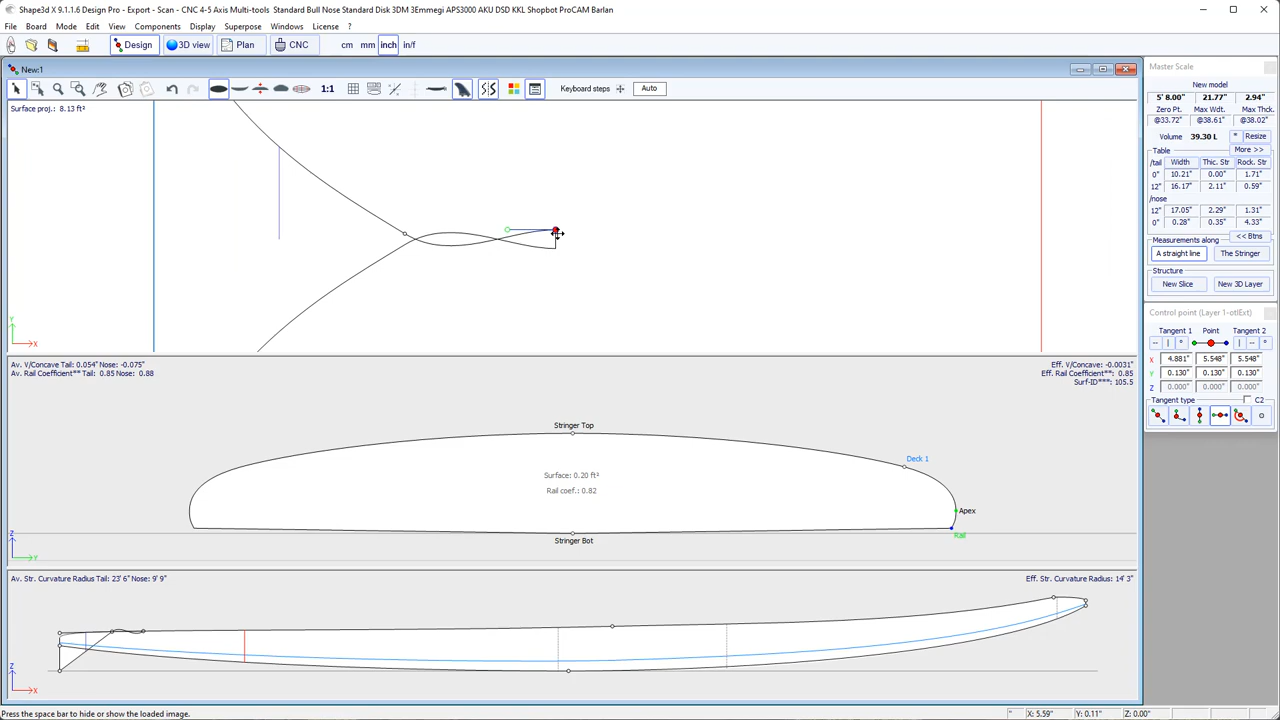 Shape3d X 9.1.1.6 Design Pro - Export - Scan - CNC 4-5 Axis Multi-tools Standard Bull Nose Standard Disk 3DM 3Emmegi APS3000 AKU DSD KKL Shopbot ProCAM Barlan
File Board Mode Edit View Components Display Superpose Window License ?
Design 3D view Plan CNC cm mm inch in/f
New:1
1:1 Keyboard steps Auto
Surface proj.: 8.13 ft²
Y
X
Av. V/Concave Tail: 0.054" Nose: -0.075"
Av. Rail Coefficient** Tail: 0.85 Nose: 0.88
Eff. V/Concave: -0.0031"
Eff. Rail Coefficient**: 0.85
Surf-ID***: 105.5
Stringer Top
Deck 1
Surface: 0.20 ft²
Rail coef.: 0.82
Apex
Rail
Stringer Bot
Z
Y
Av. Str. Curvature Radius Tail: 23' 6" Nose: 9' 9"
Eff. Str. Curvature Radius: 14' 3"
Z
X
Master Scale
New model
5' 8.00" 21.77" 2.94"
Zero Pt. Max Wdt. Max Thck.
@33.72" @38.61" @38.02"
Volume 39.30 L * Resize
Table More >>
/tail Width Thic. Str Rock. Str
0" 10.21" 0.00" 1.71"
12" 16.17" 2.11" 0.59"
/nose
12" 17.05" 2.29" 1.31"
0" 0.28" 0.35" 4.33"
<< Btns
Measurements along
A straight line The Stringer
Structure
New Slice New 3D Layer
Control point (Layer 1-otlExt)
Tangent 1 Point Tangent 2
X 4.881" 5.548" 5.548"
Y 0.130" 0.130" 0.130"
Z 0.000" 0.000" 0.000"
Tangent type C2
Press the space bar to hide or show the loaded image.
" X: 5.59" Y: 0.11" Z: 0.00"